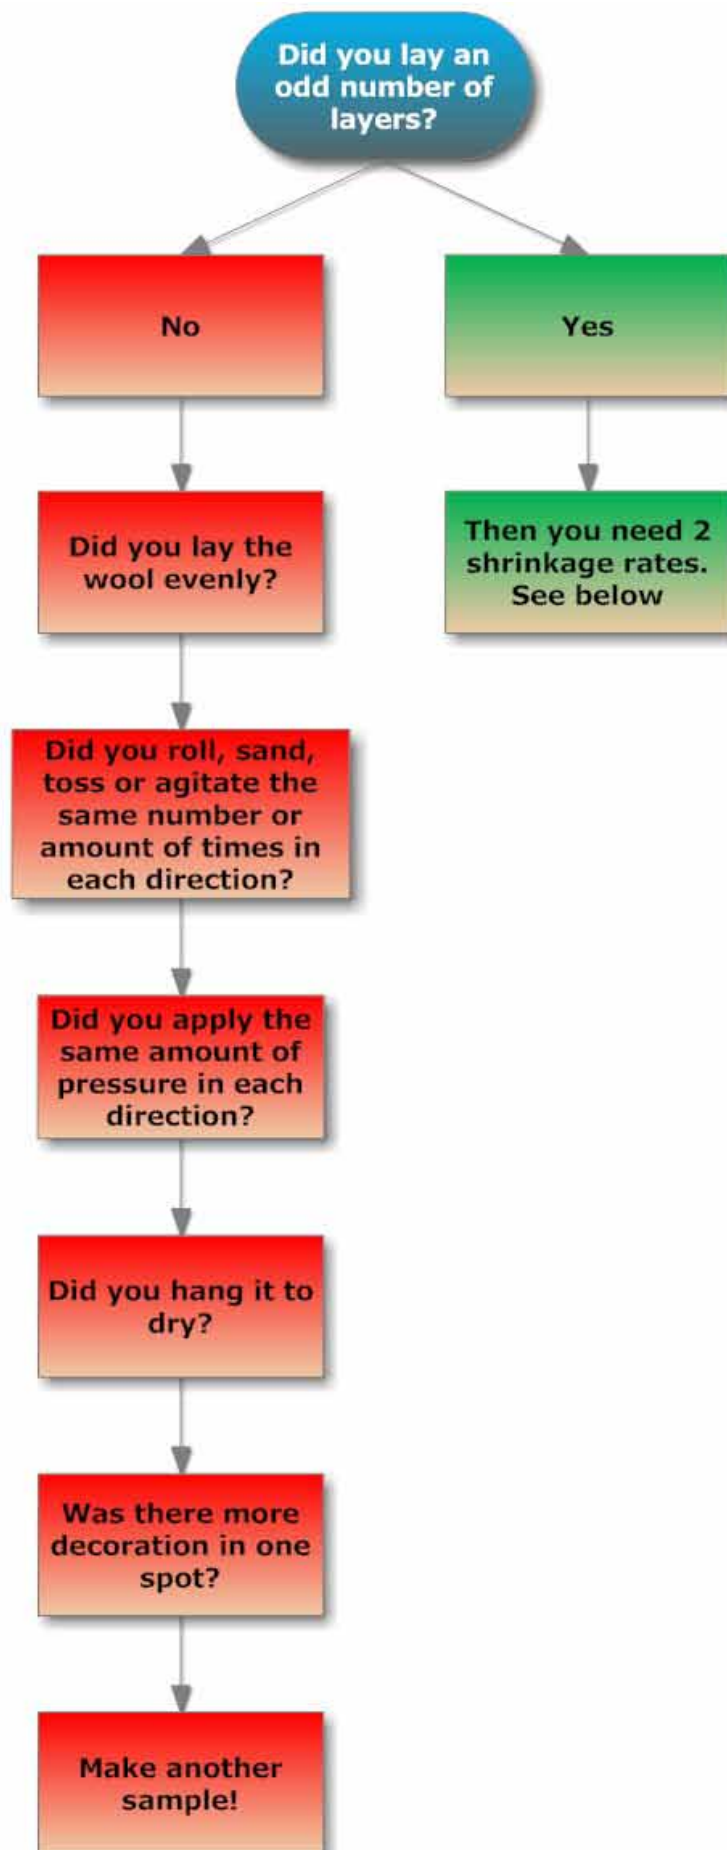 Did you lay an
odd number of
layers?
No
Yes
Did you lay the
wool evenly?
Then you need 2
shrinkage rates.
See below
Did you roll, sand,
toss or agitate the
same number or
amount of times in
each direction?
Did you apply the
same amount of
pressure in each
direction?
Did you hang it to
dry?
Was there more
decoration in one
spot?
Make another
sample!